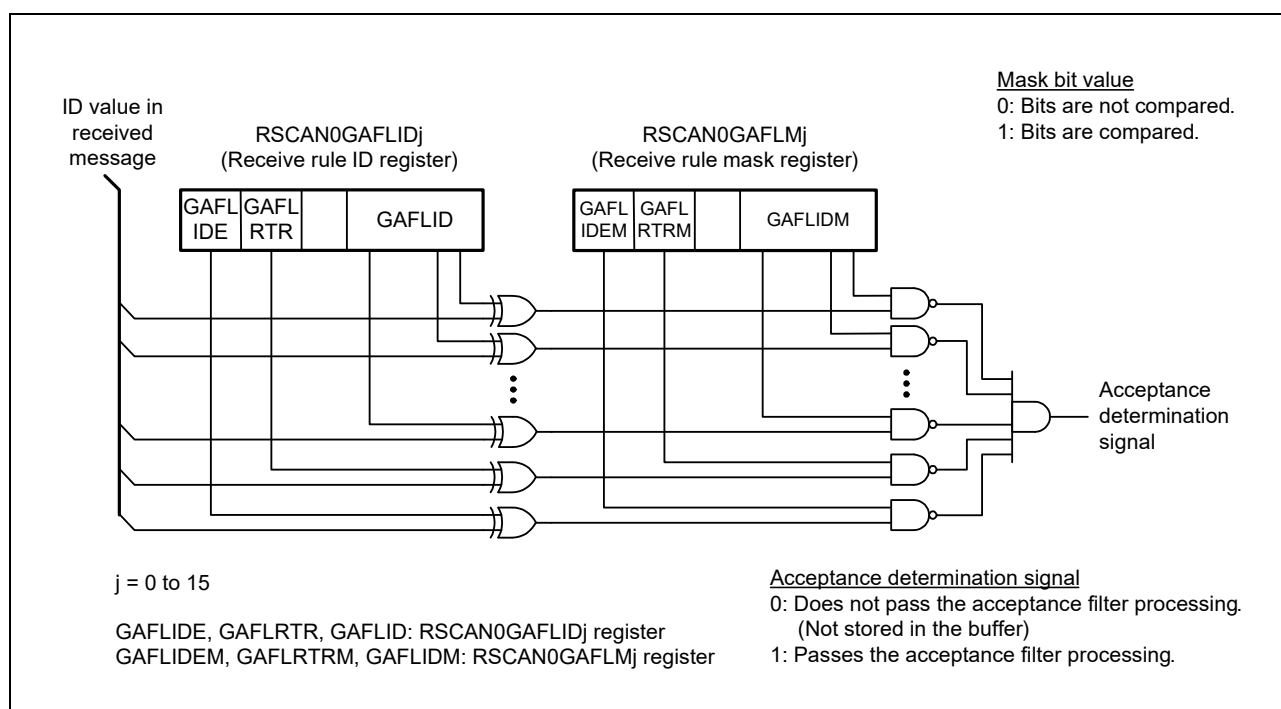 Mask bit value
0: Bits are not compared.
1: Bits are compared.
ID value in
received
message
RSCAN0GAFLIDj
(Receive rule ID register)
RSCAN0GAFLMj
(Receive rule mask register)
GAFL
IDE
GAFL
RTR
GAFLID
GAFL
IDEM
GAFL
RTRM
GAFLIDM
Acceptance
determination
signal
j = 0 to 15
GAFLIDE, GAFLRTR, GAFLID: RSCAN0GAFLIDj register
GAFLIDEM, GAFLRTRM, GAFLIDM: RSCAN0GAFLMj register
Acceptance determination signal
0: Does not pass the acceptance filter processing.
(Not stored in the buffer)
1: Passes the acceptance filter processing.